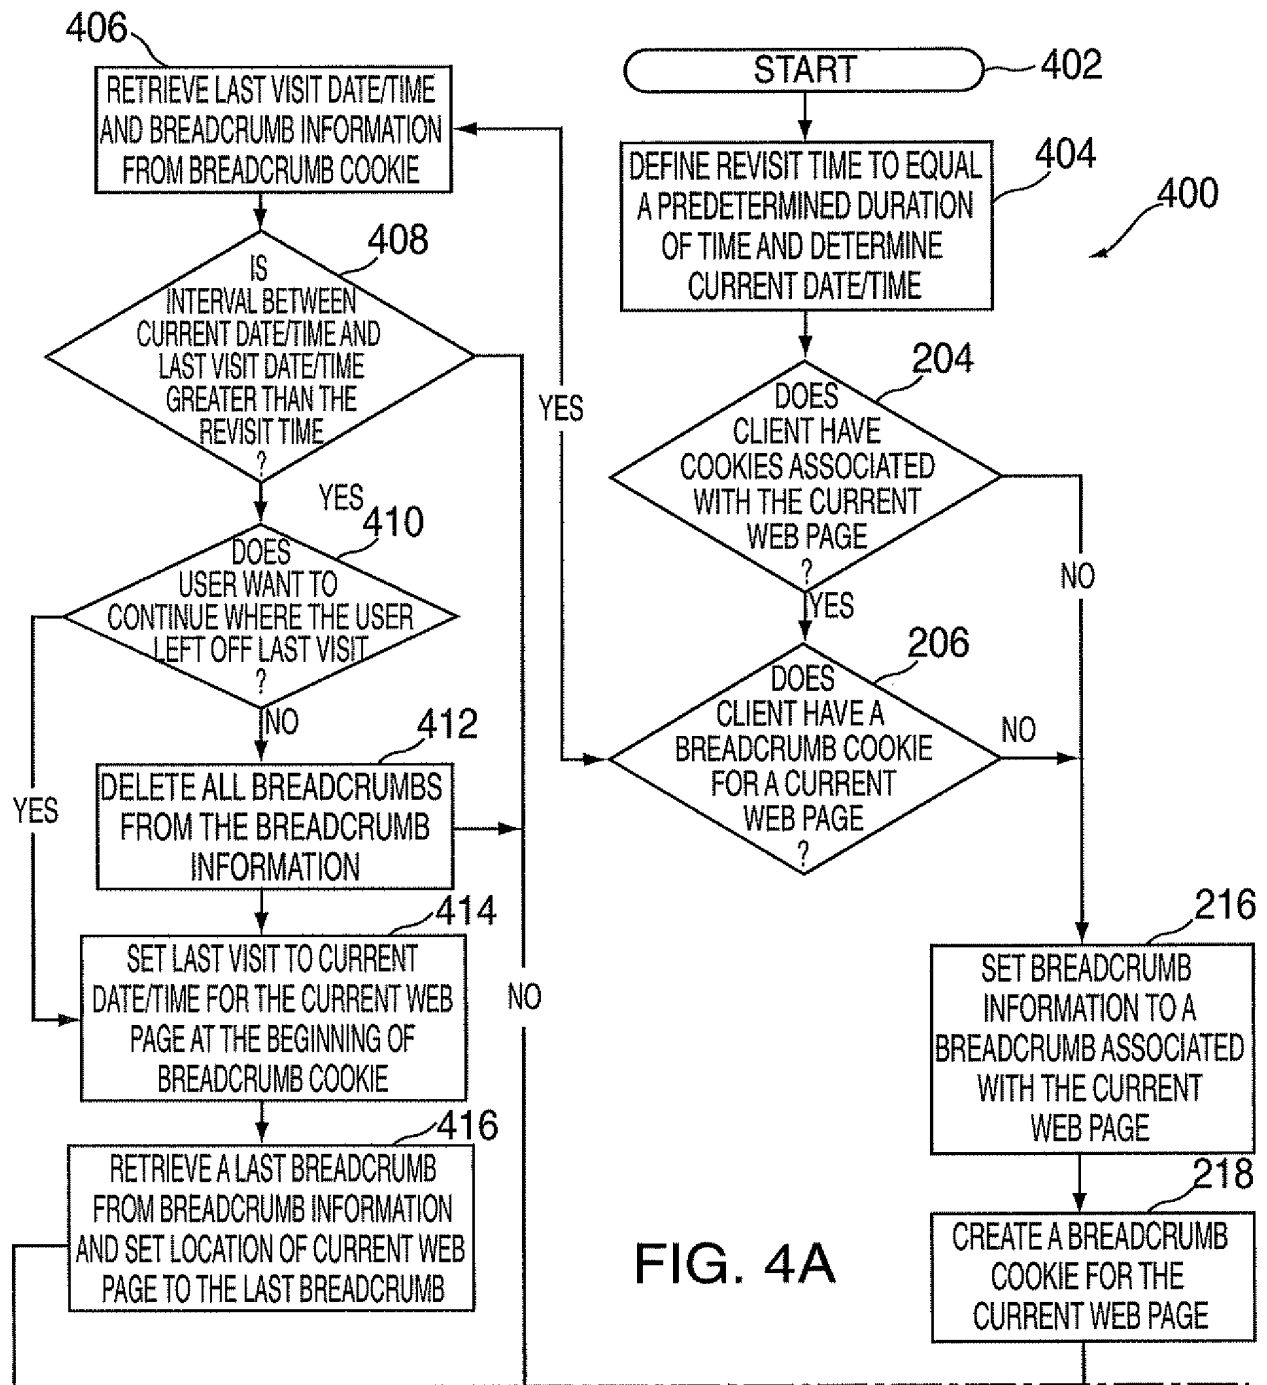 406
RETRIEVE LAST VISIT DATE/TIME
AND BREADCRUMB INFORMATION
FROM BREADCRUMB COOKIE
408
IS
INTERVAL BETWEEN
CURRENT DATE/TIME AND
LAST VISIT DATE/TIME
GREATER THAN THE
REVISIT TIME
?
YES
410
DOES
USER WANT TO
CONTINUE WHERE THE USER
LEFT OFF LAST VISIT
?
NO
YES
412
DELETE ALL BREADCRUMBS
FROM THE BREADCRUMB
INFORMATION
414
SET LAST VISIT TO CURRENT
DATE/TIME FOR THE CURRENT WEB
PAGE AT THE BEGINNING OF
BREADCRUMB COOKIE
NO
416
RETRIEVE A LAST BREADCRUMB
FROM BREADCRUMB INFORMATION
AND SET LOCATION OF CURRENT WEB
PAGE TO THE LAST BREADCRUMB
START
402
404
DEFINE REVISIT TIME TO EQUAL
A PREDETERMINED DURATION
OF TIME AND DETERMINE
CURRENT DATE/TIME
400
204
DOES
CLIENT HAVE
COOKIES ASSOCIATED
WITH THE CURRENT
WEB PAGE
?
YES
NO
YES
206
DOES
CLIENT HAVE A
BREADCRUMB COOKIE
FOR A CURRENT
WEB PAGE
?
NO
216
SET BREADCRUMB
INFORMATION TO A
BREADCRUMB ASSOCIATED
WITH THE CURRENT
WEB PAGE
218
CREATE A BREADCRUMB
COOKIE FOR THE
CURRENT WEB PAGE
FIG. 4A